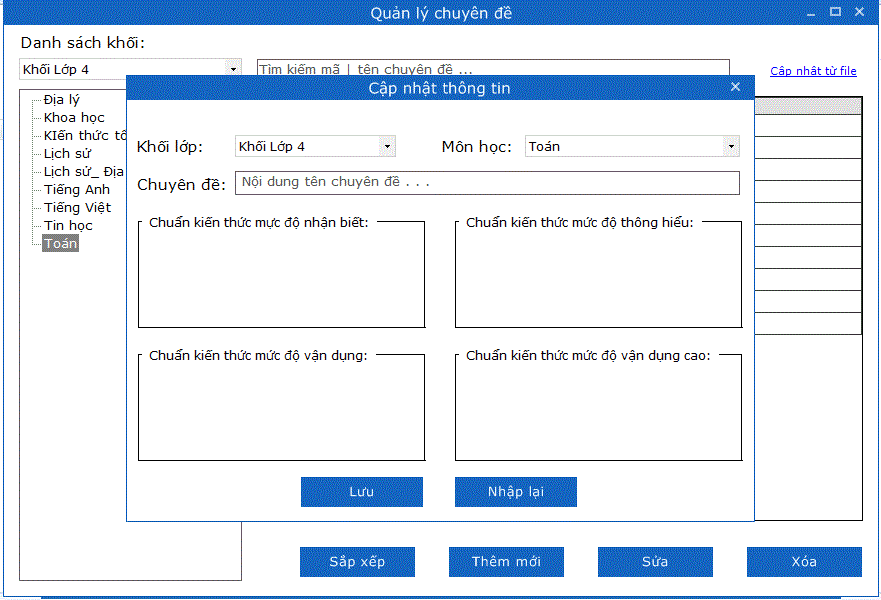 Quản lý chuyên đề
Danh sách khối:
Khối Lớp 4
Tìm kiếm mã | tên chuyên đề ...
Cập nhật từ file
Cập nhật thông tin
Địa lý
Khoa học
KIến thức tổ
Lịch sử
Lịch sử_ Địa
Tiếng Anh
Tiếng Việt
Tin học
Toán
Khối lớp:
Khối Lớp 4
Môn học:
Toán
Chuyên đề:
Nội dung tên chuyên đề . . .
Chuẩn kiến thức mực độ nhận biết:
Chuẩn kiến thức mức độ thông hiểu:
Chuẩn kiến thức mức độ vận dụng:
Chuẩn kiến thức mức độ vận dụng cao:
Lưu
Nhập lại
Sắp xếp
Thêm mới
Sửa
Xóa